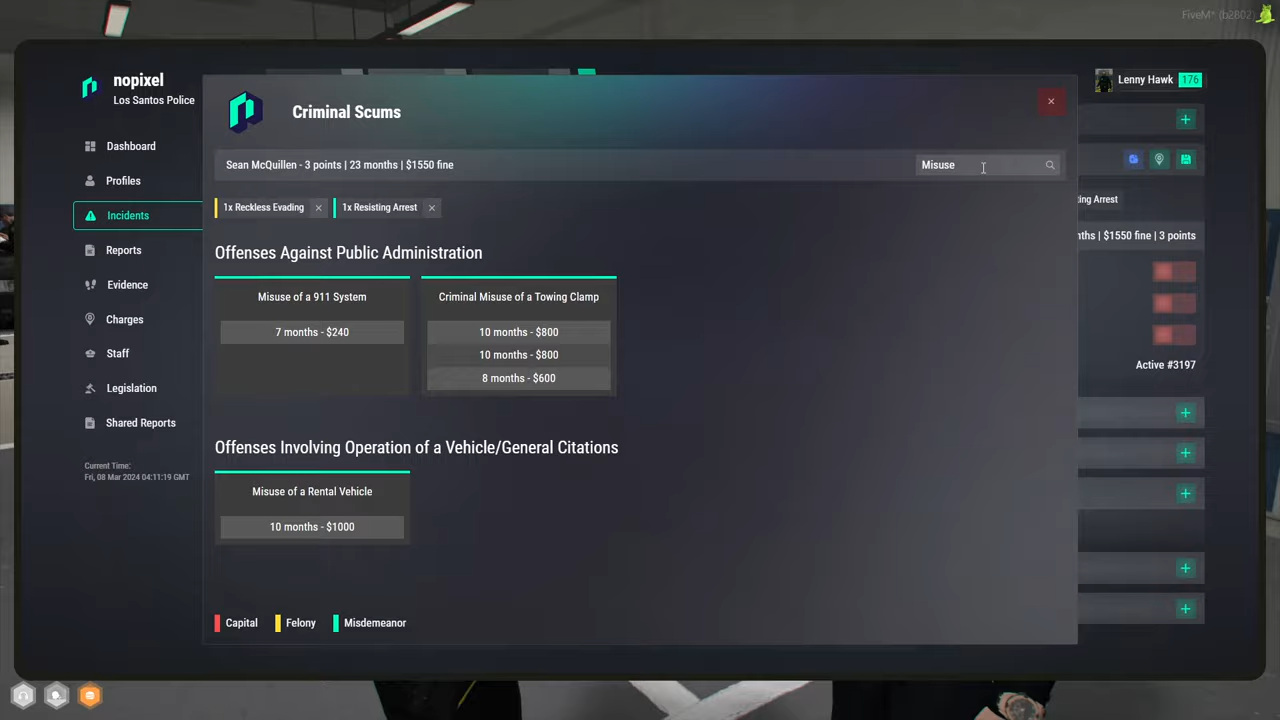 FiveM* (b2802)
nopixel
Los Santos Police
Lenny Hawk 176
Dashboard
Profiles
Incidents
Reports
Evidence
Charges
Staff
Legislation
Shared Reports
Current Time:
Fri, 08 Mar 2024 04:11:19 GMT
Criminal Scums
×
Sean McQuillen - 3 points | 23 months | $1550 fine
Misuse
1x Reckless Evading ×
1x Resisting Arrest ×
Offenses Against Public Administration
Misuse of a 911 System
7 months - $240
Criminal Misuse of a Towing Clamp
10 months - $800
10 months - $800
8 months - $600
Offenses Involving Operation of a Vehicle/General Citations
Misuse of a Rental Vehicle
10 months - $1000
Capital
Felony
Misdemeanor
ting Arrest
ths | $1550 fine | 3 points
Active #3197